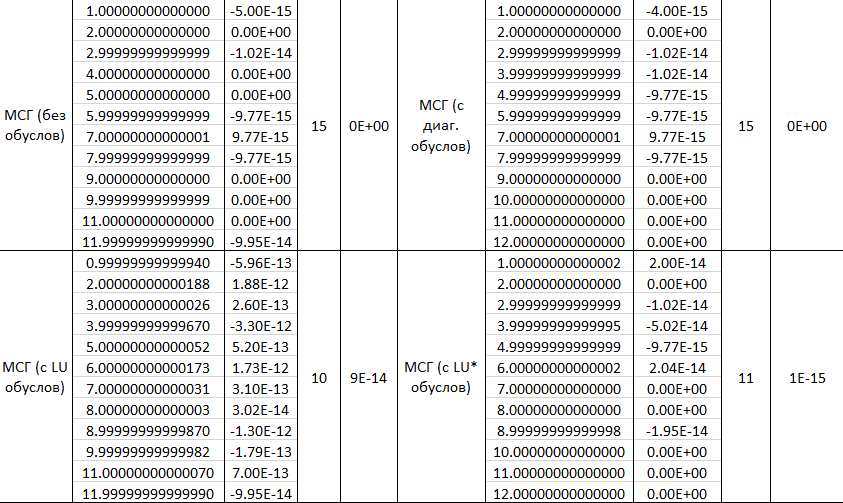 МСГ (без обуслов)
1.00000000000000 -5.00E-15
2.00000000000000 0.00E+00
2.99999999999999 -1.02E-14
4.00000000000000 0.00E+00
5.00000000000000 0.00E+00
5.99999999999999 -9.77E-15
7.00000000000001 9.77E-15
7.99999999999999 -9.77E-15
9.00000000000000 0.00E+00
9.99999999999999 0.00E+00
11.00000000000000 0.00E+00
11.99999999999990 -9.95E-14
15 0E+00
МСГ (с диаг. обуслов)
1.00000000000000 -4.00E-15
2.00000000000000 0.00E+00
2.99999999999999 -1.02E-14
3.99999999999999 -1.02E-14
4.99999999999999 -9.77E-15
5.99999999999999 -9.77E-15
7.00000000000001 9.77E-15
7.99999999999999 -9.77E-15
9.00000000000000 0.00E+00
10.00000000000000 0.00E+00
11.00000000000000 0.00E+00
12.00000000000000 0.00E+00
15 0E+00
МСГ (с LU обуслов)
0.99999999999940 -5.96E-13
2.00000000000188 1.88E-12
3.00000000000026 2.60E-13
3.99999999999670 -3.30E-12
5.00000000000052 5.20E-13
6.00000000000173 1.73E-12
7.00000000000031 3.10E-13
8.00000000000003 3.02E-14
8.99999999999870 -1.30E-12
9.99999999999982 -1.79E-13
11.00000000000070 7.00E-13
11.99999999999990 -9.95E-14
10 9E-14
МСГ (с LU* обуслов)
1.00000000000002 2.00E-14
2.00000000000000 0.00E+00
2.99999999999999 -1.02E-14
3.99999999999995 -5.02E-14
4.99999999999999 -9.77E-15
6.00000000000002 2.04E-14
7.00000000000000 0.00E+00
8.00000000000000 0.00E+00
8.99999999999998 -1.95E-14
10.00000000000000 0.00E+00
11.00000000000000 0.00E+00
12.00000000000000 0.00E+00
11 1E-15